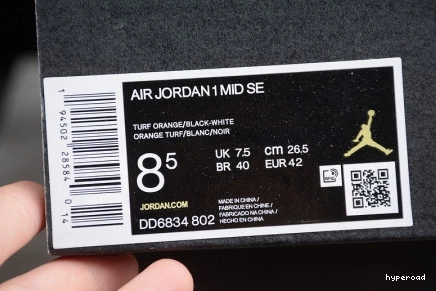 AIR JORDAN 1 MID SE
TURF ORANGE/BLACK-WHITE
ORANGE TURF/BLANC/NOIR
8 5
UK 7.5 cm 26.5
BR 40 EUR 42
JORDAN.COM
DD6834 802
MADE IN CHINA /
FABRIQUE EN CHINE /
FABRICADO NA CHINA /
HECHO EN CHINA
1 94502 28584 0 14
hyperoad